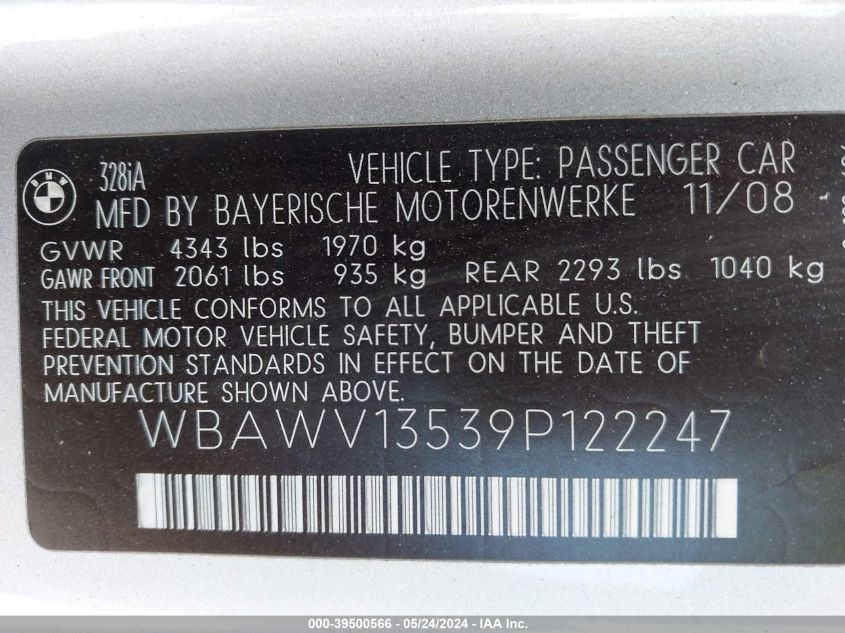 BMW
328iA
VEHICLE TYPE: PASSENGER CAR
MFD BY BAYERISCHE MOTORENWERKE 11/08
GVWR 4343 lbs 1970 kg
GAWR FRONT 2061 lbs 935 kg REAR 2293 lbs 1040 kg
THIS VEHICLE CONFORMS TO ALL APPLICABLE U.S.
FEDERAL MOTOR VEHICLE SAFETY, BUMPER AND THEFT
PREVENTION STANDARDS IN EFFECT ON THE DATE OF
MANUFACTURE SHOWN ABOVE.
WBAWV13539P122247
000-39500566 - 05/24/2024 - IAA Inc.